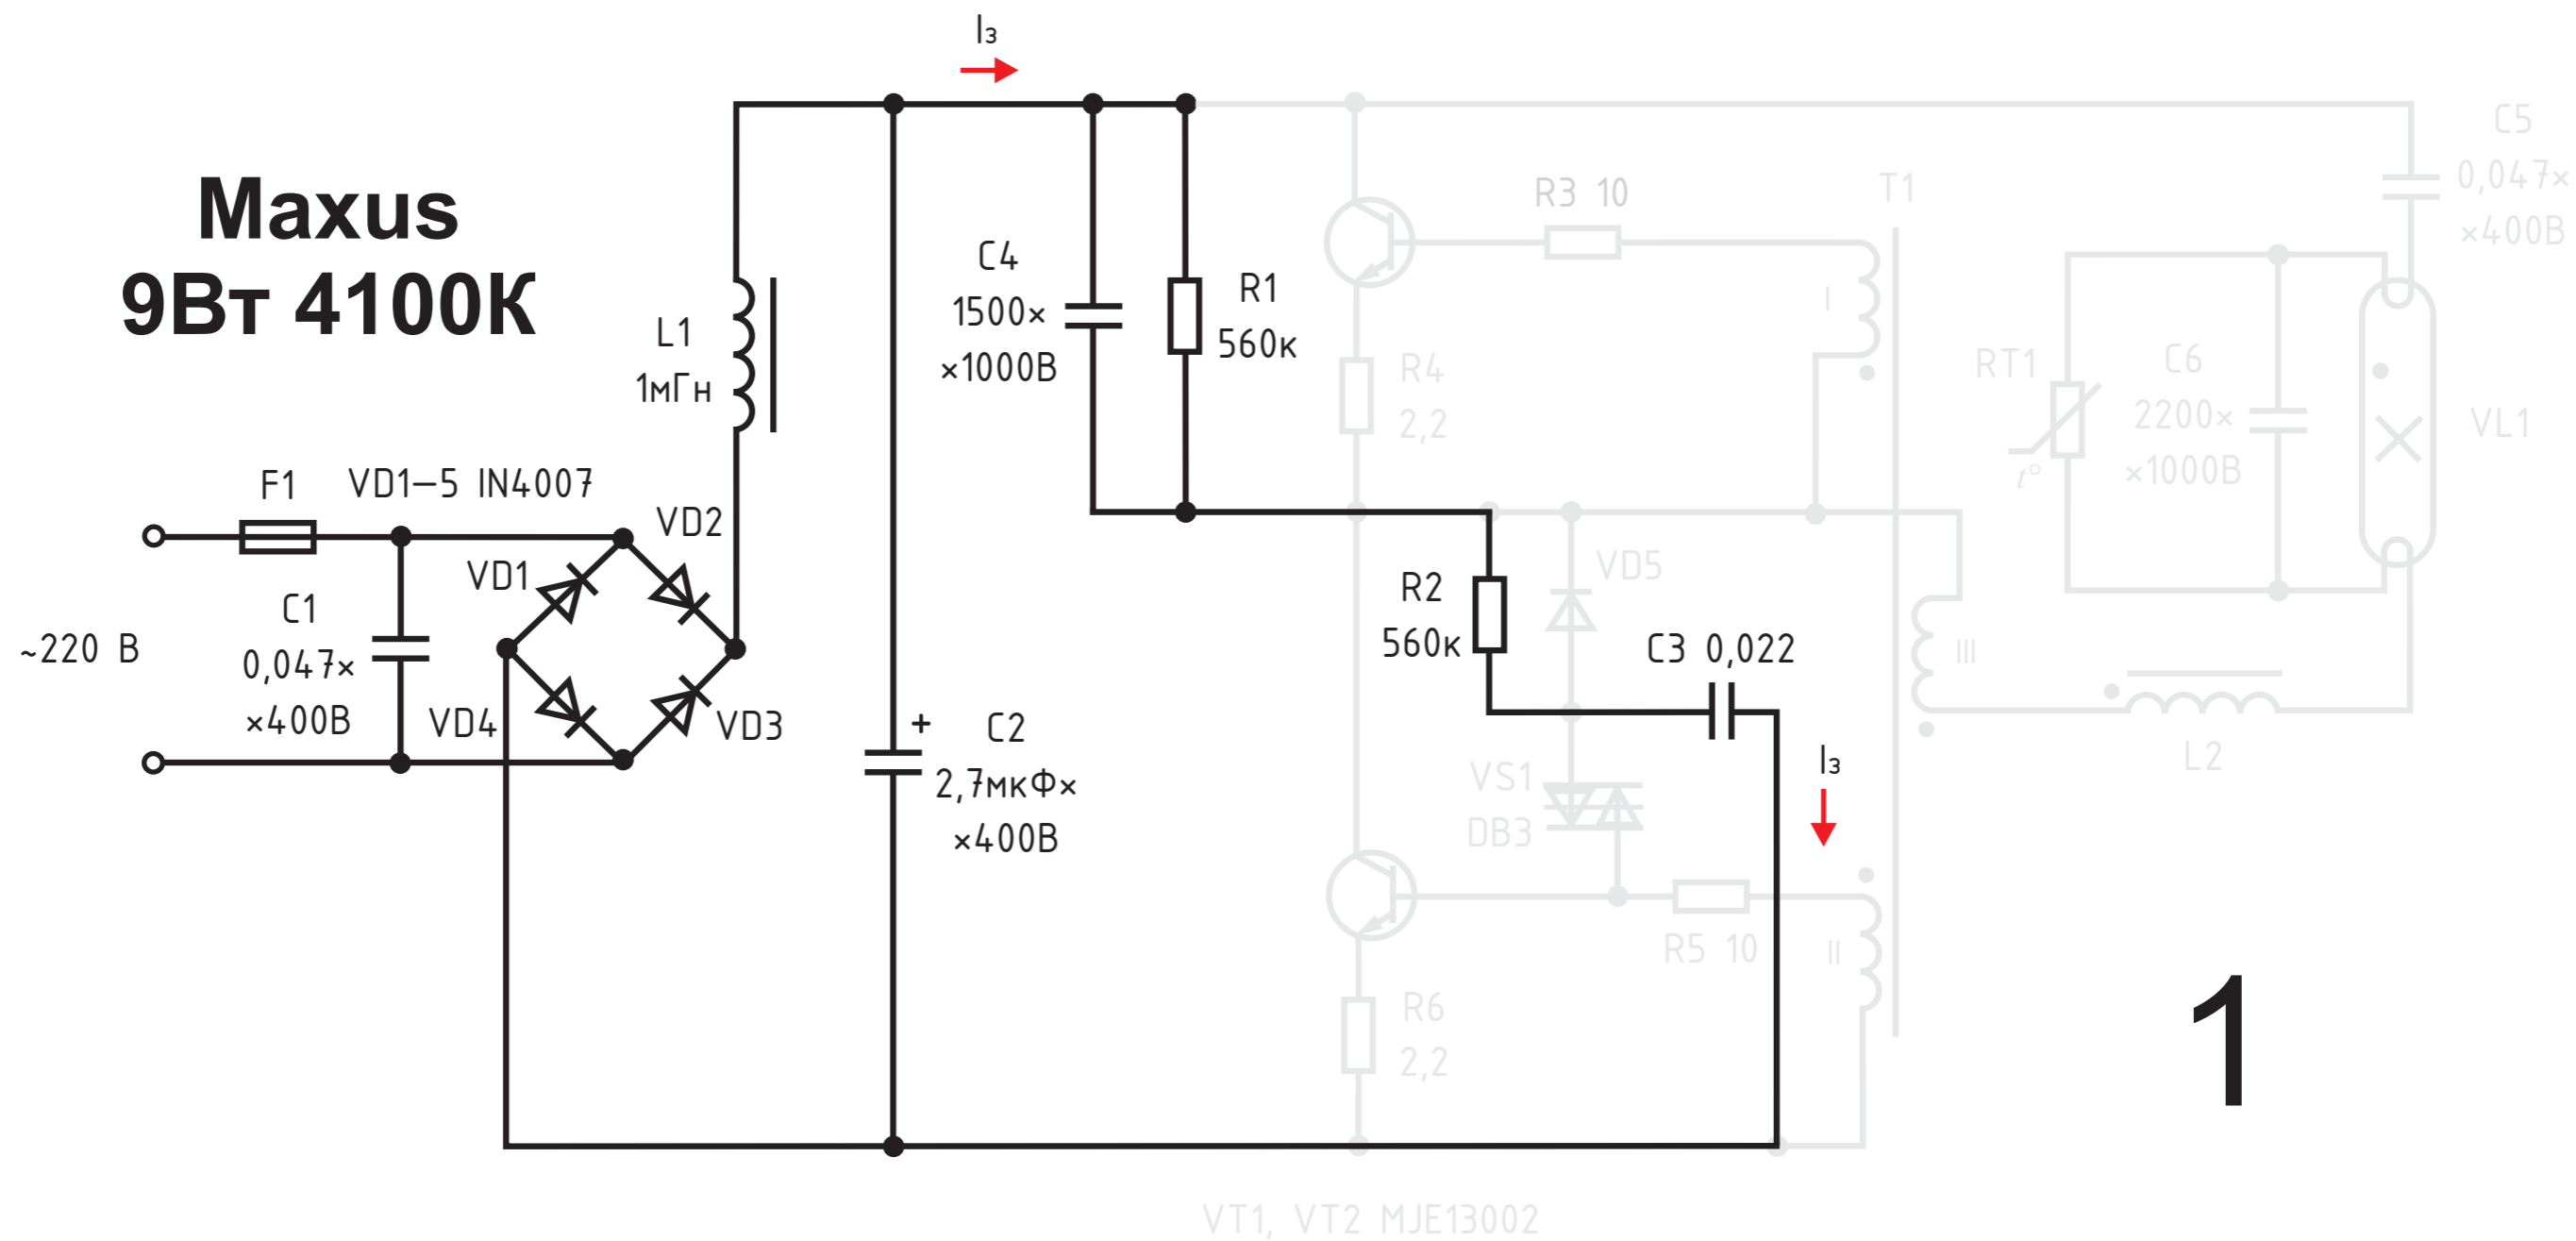 I₃
Maxus
9Вт 4100К
C5
0,047×
×400В
R3 10
T1
C4
1500×
×1000В
R1
560к
L1
1мГн
I
R4
2,2
RT1
t°
C6
2200×
×1000В
VL1
F1
VD1–5 IN4007
VD2
VD1
VD5
R2
560к
C1
0,047×
×400В
~220 В
C3 0,022
III
VD4
VD3
+
C2
2,7мкФ×
×400В
VS1
DB3
I₃
L2
R5 10
II
R6
2,2
1
VT1, VT2 MJE13002